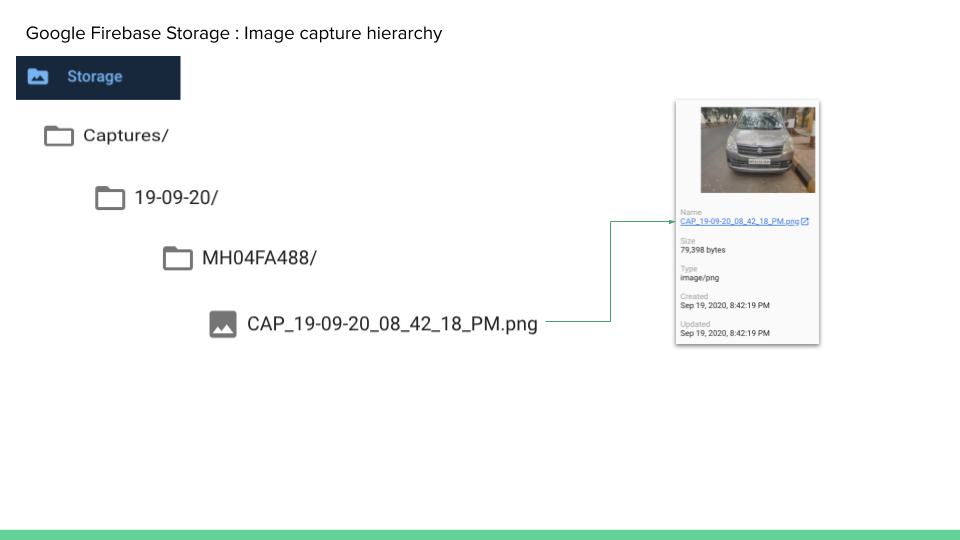 Google Firebase Storage : Image capture hierarchy
Storage
Captures/
19-09-20/
MH04FA488/
CAP_19-09-20_08_42_18_PM.png
Name
CAP_19-09-20_08_42_18_PM.png
Size
79,398 bytes
Type
image/png
Created
Sep 19, 2020, 8:42:19 PM
Updated
Sep 19, 2020, 8:42:19 PM